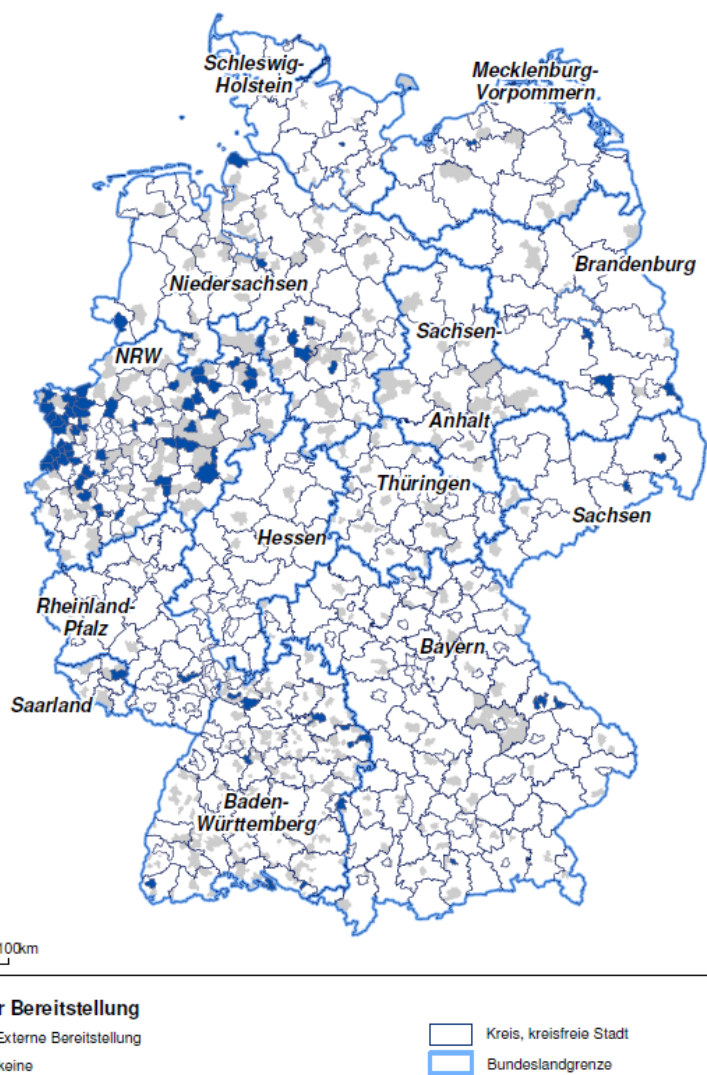 Schleswig-
Holstein
Mecklenburg-
Vorpommern
Brandenburg
Niedersachsen
Sachsen-
NRW
Anhalt
Thüringen
Sachsen
Hessen
Rheinland-
Pfalz
Bayern
Saarland
Baden-
Württemberg
100km
r Bereitstellung
Externe Bereitstellung
keine
Kreis, kreisfreie Stadt
Bundeslandgrenze